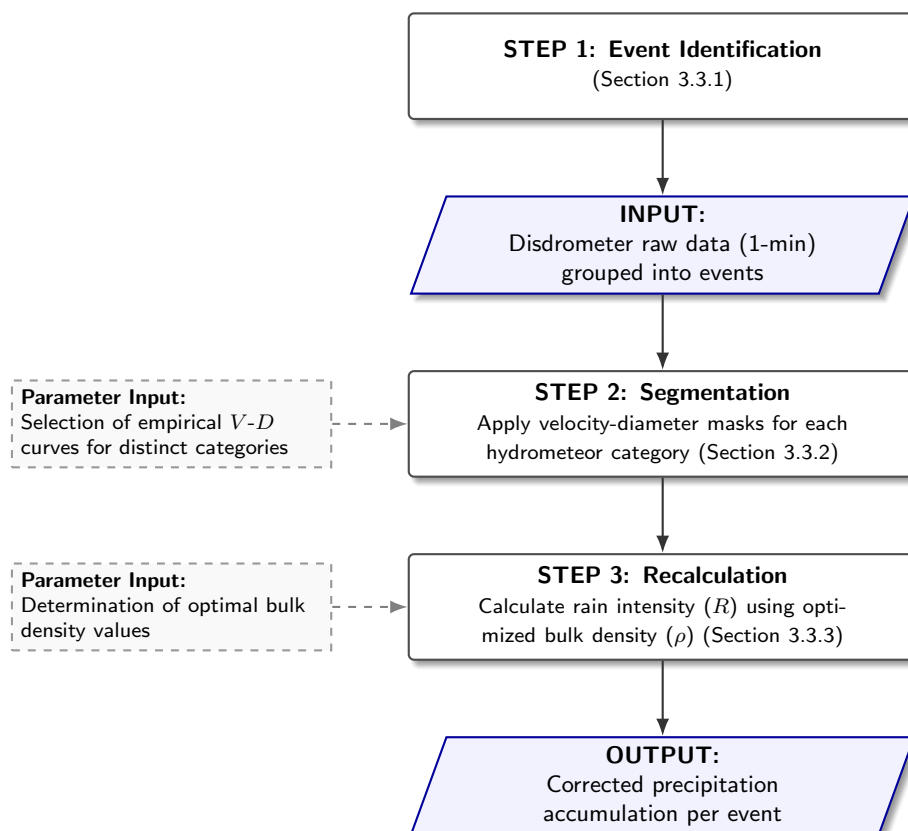 STEP 1: Event Identification
(Section 3.3.1)
INPUT:
Disdrometer raw data (1-min)
grouped into events
Parameter Input:
Selection of empirical V-D
curves for distinct categories
STEP 2: Segmentation
Apply velocity-diameter masks for each
hydrometeor category (Section 3.3.2)
Parameter Input:
Determination of optimal bulk
density values
STEP 3: Recalculation
Calculate rain intensity (R) using opti-
mized bulk density (ρ) (Section 3.3.3)
OUTPUT:
Corrected precipitation
accumulation per event